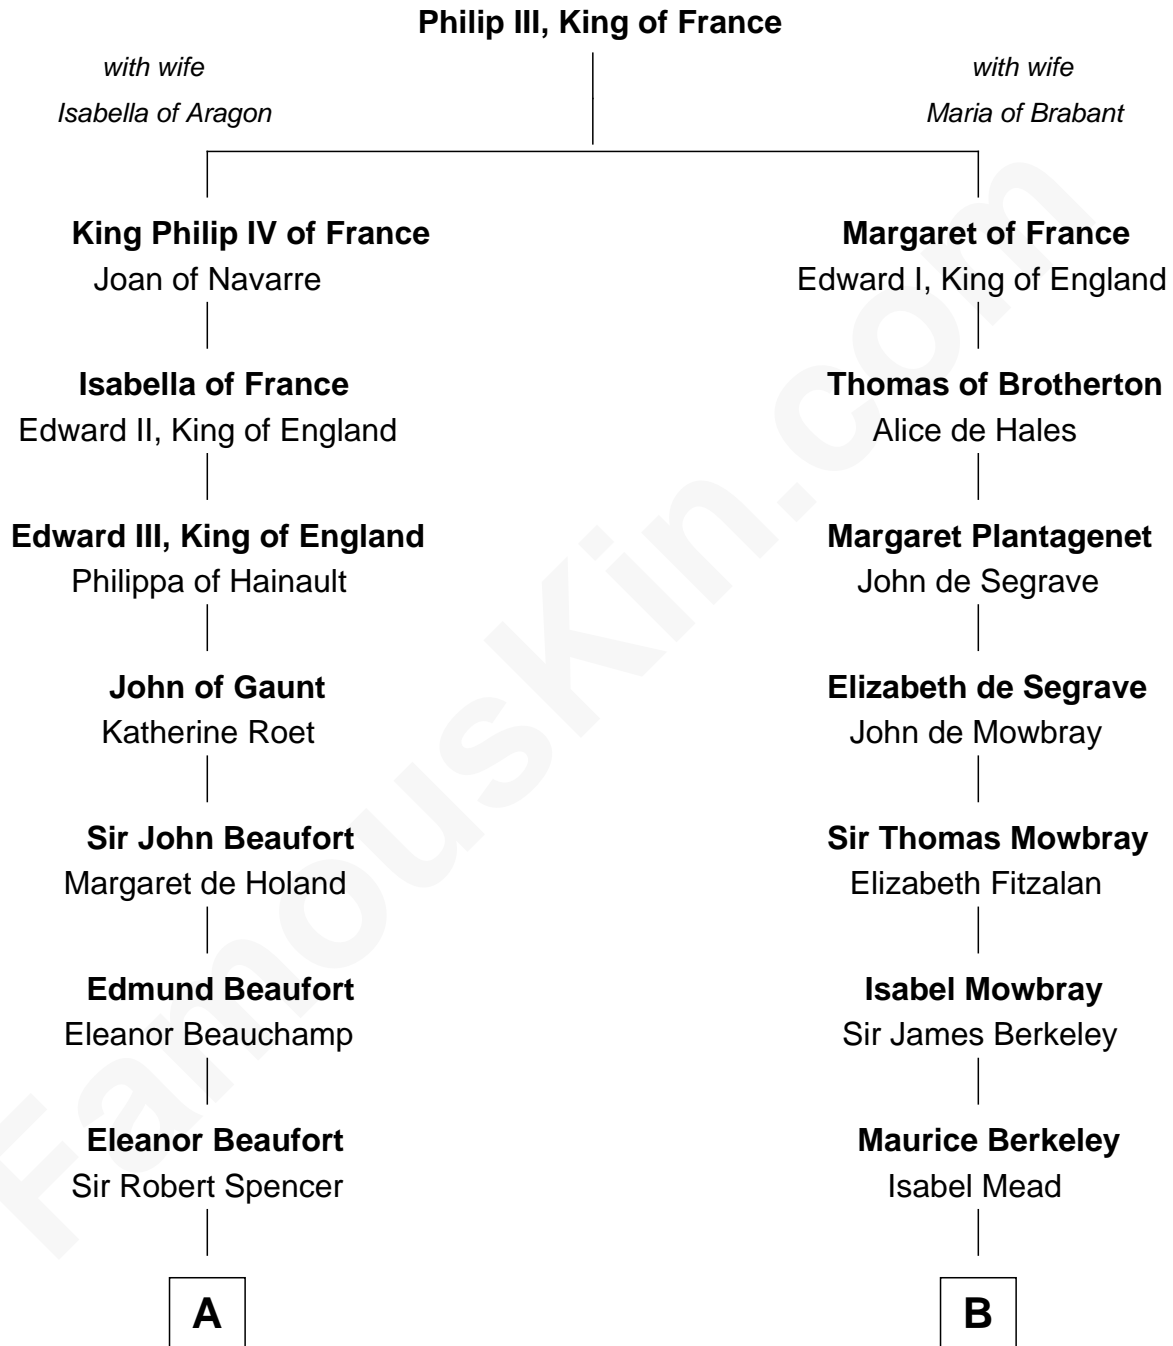 Philip III, King of France
with wife
Isabella of Aragon
with wife
Maria of Brabant
King Philip IV of France
Joan of Navarre
Margaret of France
Edward I, King of England
Isabella of France
Edward II, King of England
Thomas of Brotherton
Alice de Hales
Edward III, King of England
Philippa of Hainault
Margaret Plantagenet
John de Segrave
John of Gaunt
Katherine Roet
Elizabeth de Segrave
John de Mowbray
Sir John Beaufort
Margaret de Holand
Sir Thomas Mowbray
Elizabeth Fitzalan
Edmund Beaufort
Eleanor Beauchamp
Isabel Mowbray
Sir James Berkeley
Eleanor Beaufort
Sir Robert Spencer
Maurice Berkeley
Isabel Mead
A
B
FamousKin.com